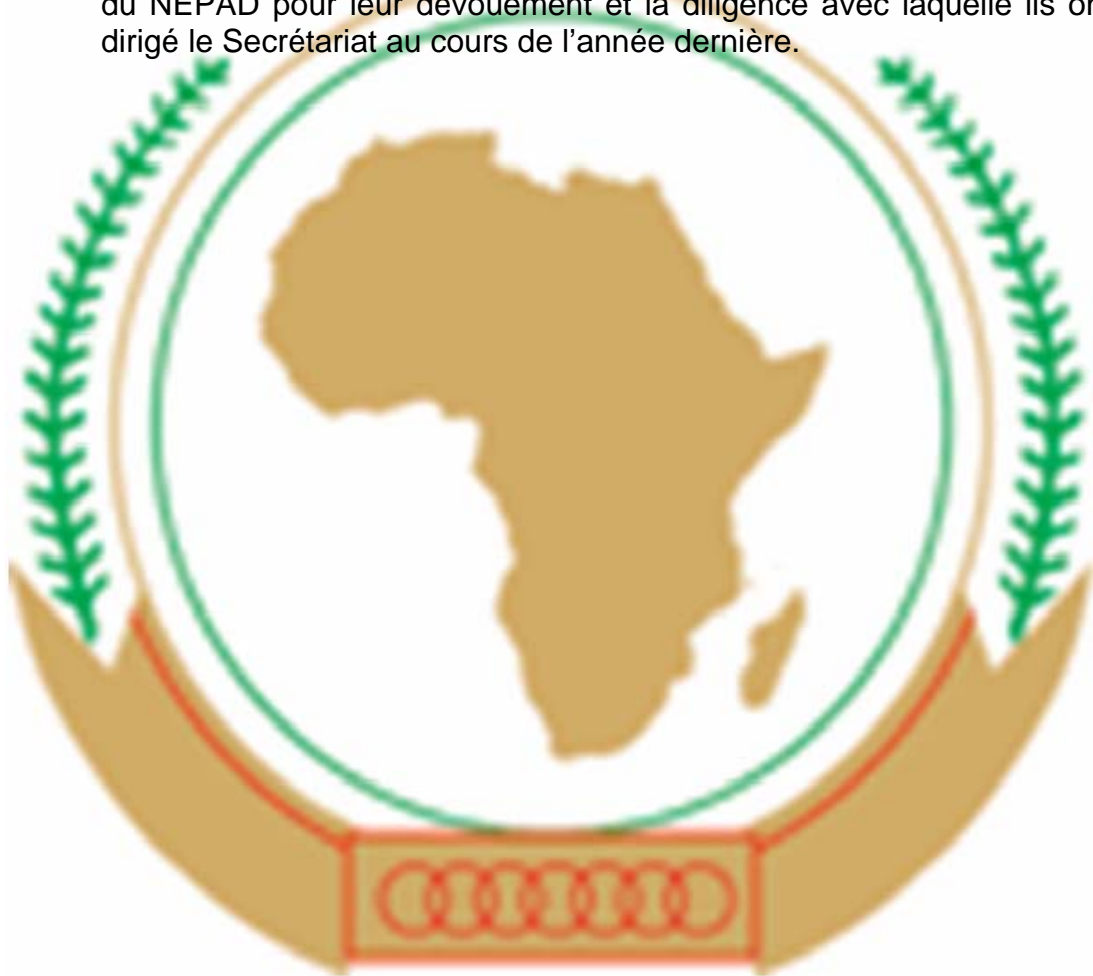 du NEPAD pour leur dévouement et la diligence avec laquelle ils
dirigé le Secrétariat au cours de l’année dernière.